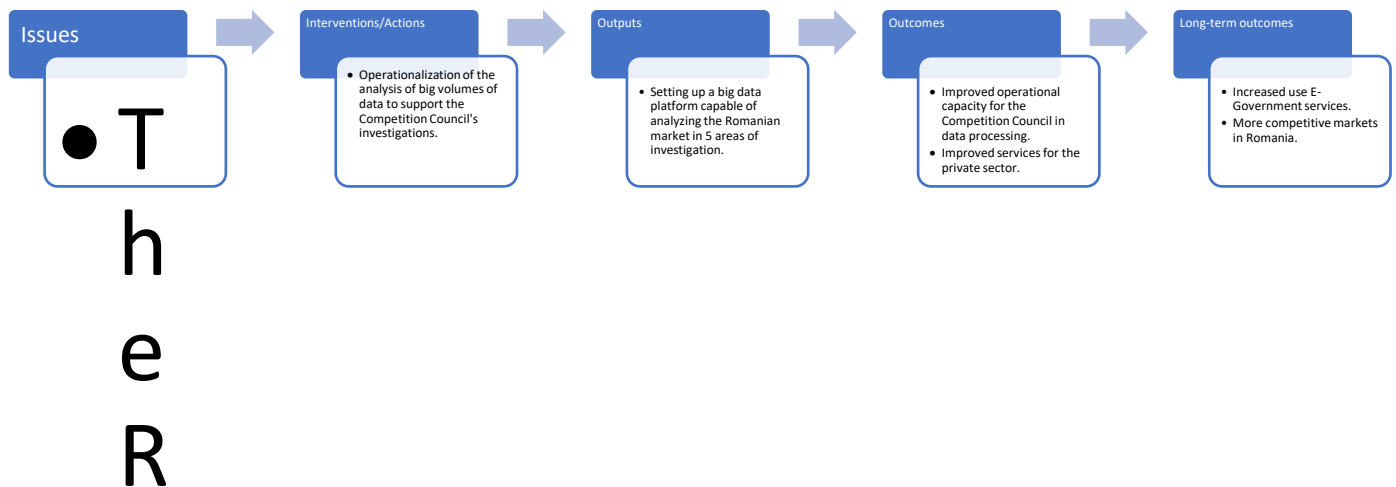 Issues
• T
h
e
R
Interventions/Actions
• Operationalization of the
analysis of big volumes of
data to support the
Competition Council's
investigations.
Outputs
• Setting up a big data
platform capable of
analyzing the Romanian
market in 5 areas of
investigation.
Outcomes
• Improved operational
capacity for the
Competition Council in
data processing.
• Improved services for the
private sector.
Long-term outcomes
• Increased use E-
Government services.
• More competitive markets
in Romania.